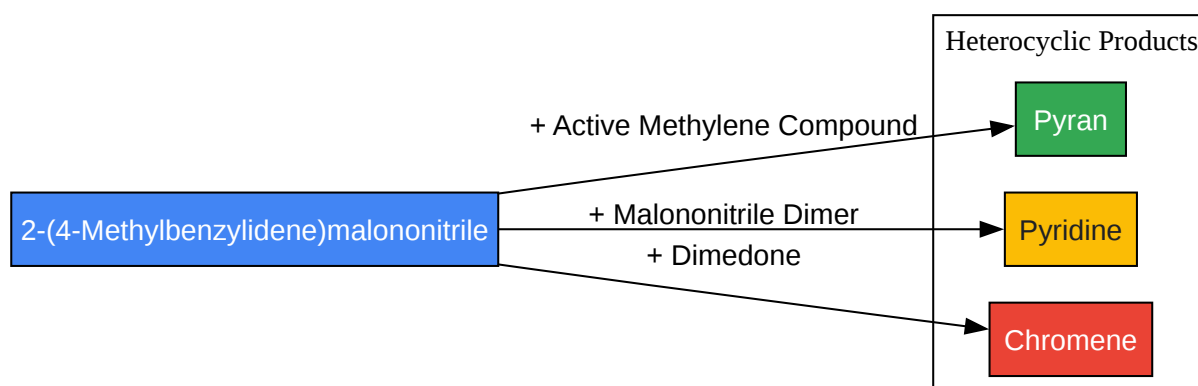 Heterocyclic Products
+ Active Methylene Compound
Pyran
2-(4-Methylbenzylidene)malononitrile
+ Malononitrile Dimer
Pyridine
+ Dimedone
Chromene